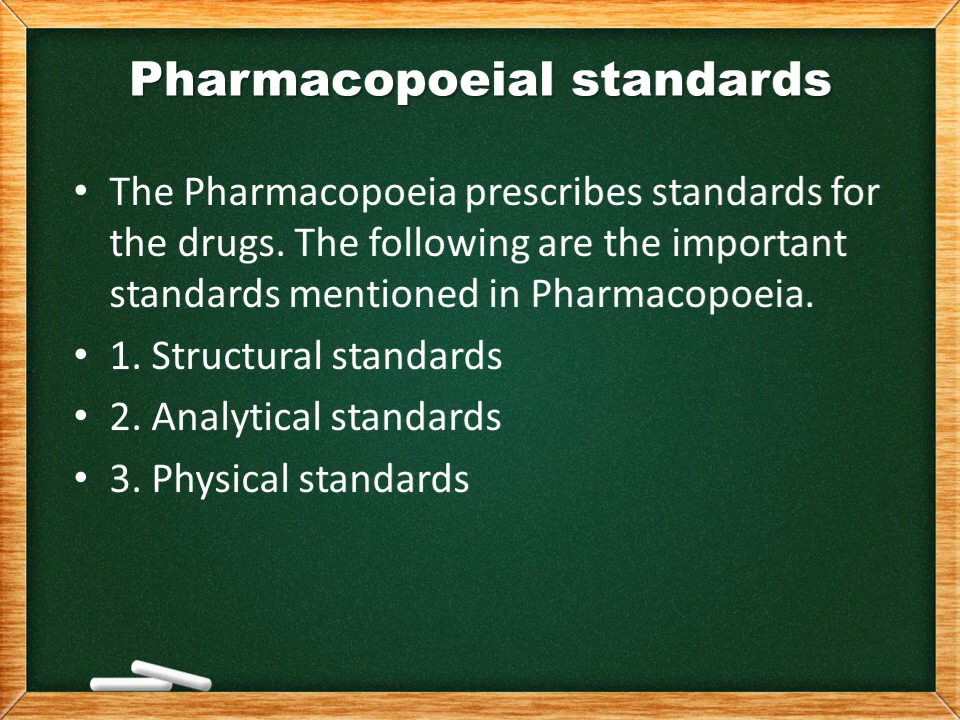 Pharmacopoeial standards
• The Pharmacopoeia prescribes standards for
the drugs. The following are the important
standards mentioned in Pharmacopoeia.
• 1. Structural standards
• 2. Analytical standards
• 3. Physical standards